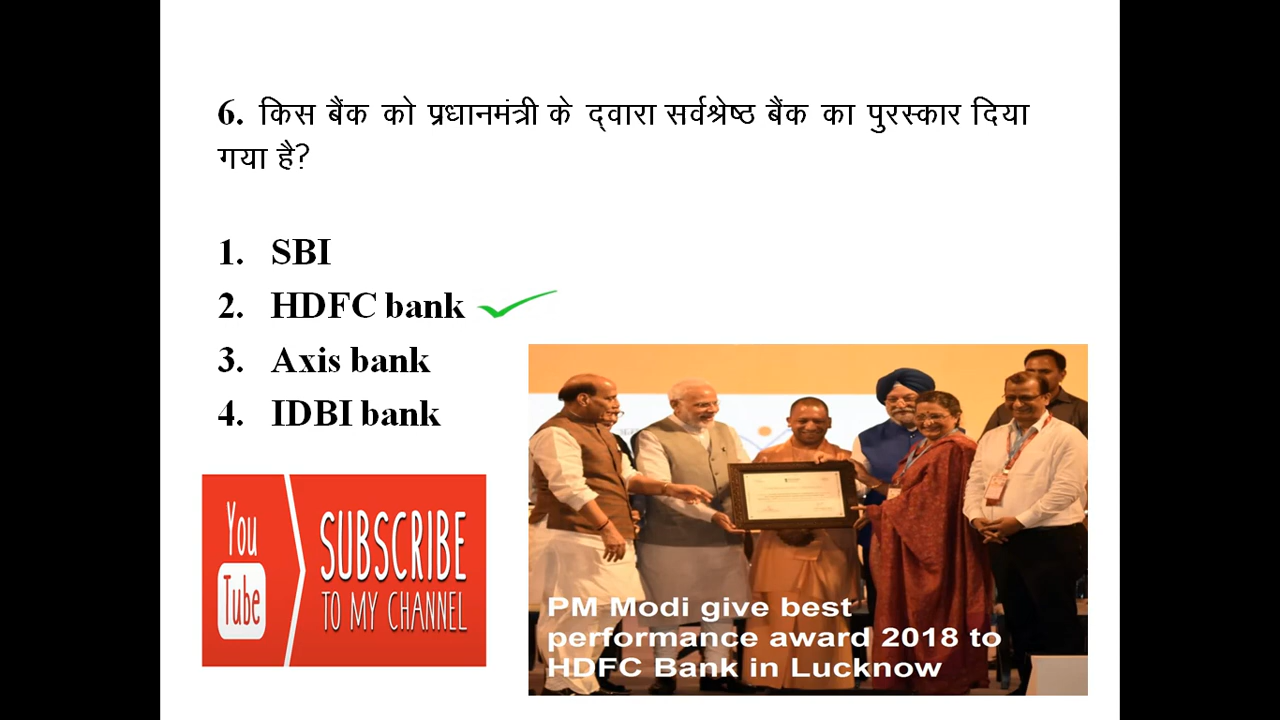 6. किस बैंक को प्रधानमंत्री के द्वारा सर्वश्रेष्ठ बैंक का पुरस्कार दिया
गया है?
1. SBI
2. HDFC bank
3. Axis bank
4. IDBI bank
You
Tube
SUBSCRIBE
TO MY CHANNEL
PM Modi give best
performance award 2018 to
HDFC Bank in Lucknow